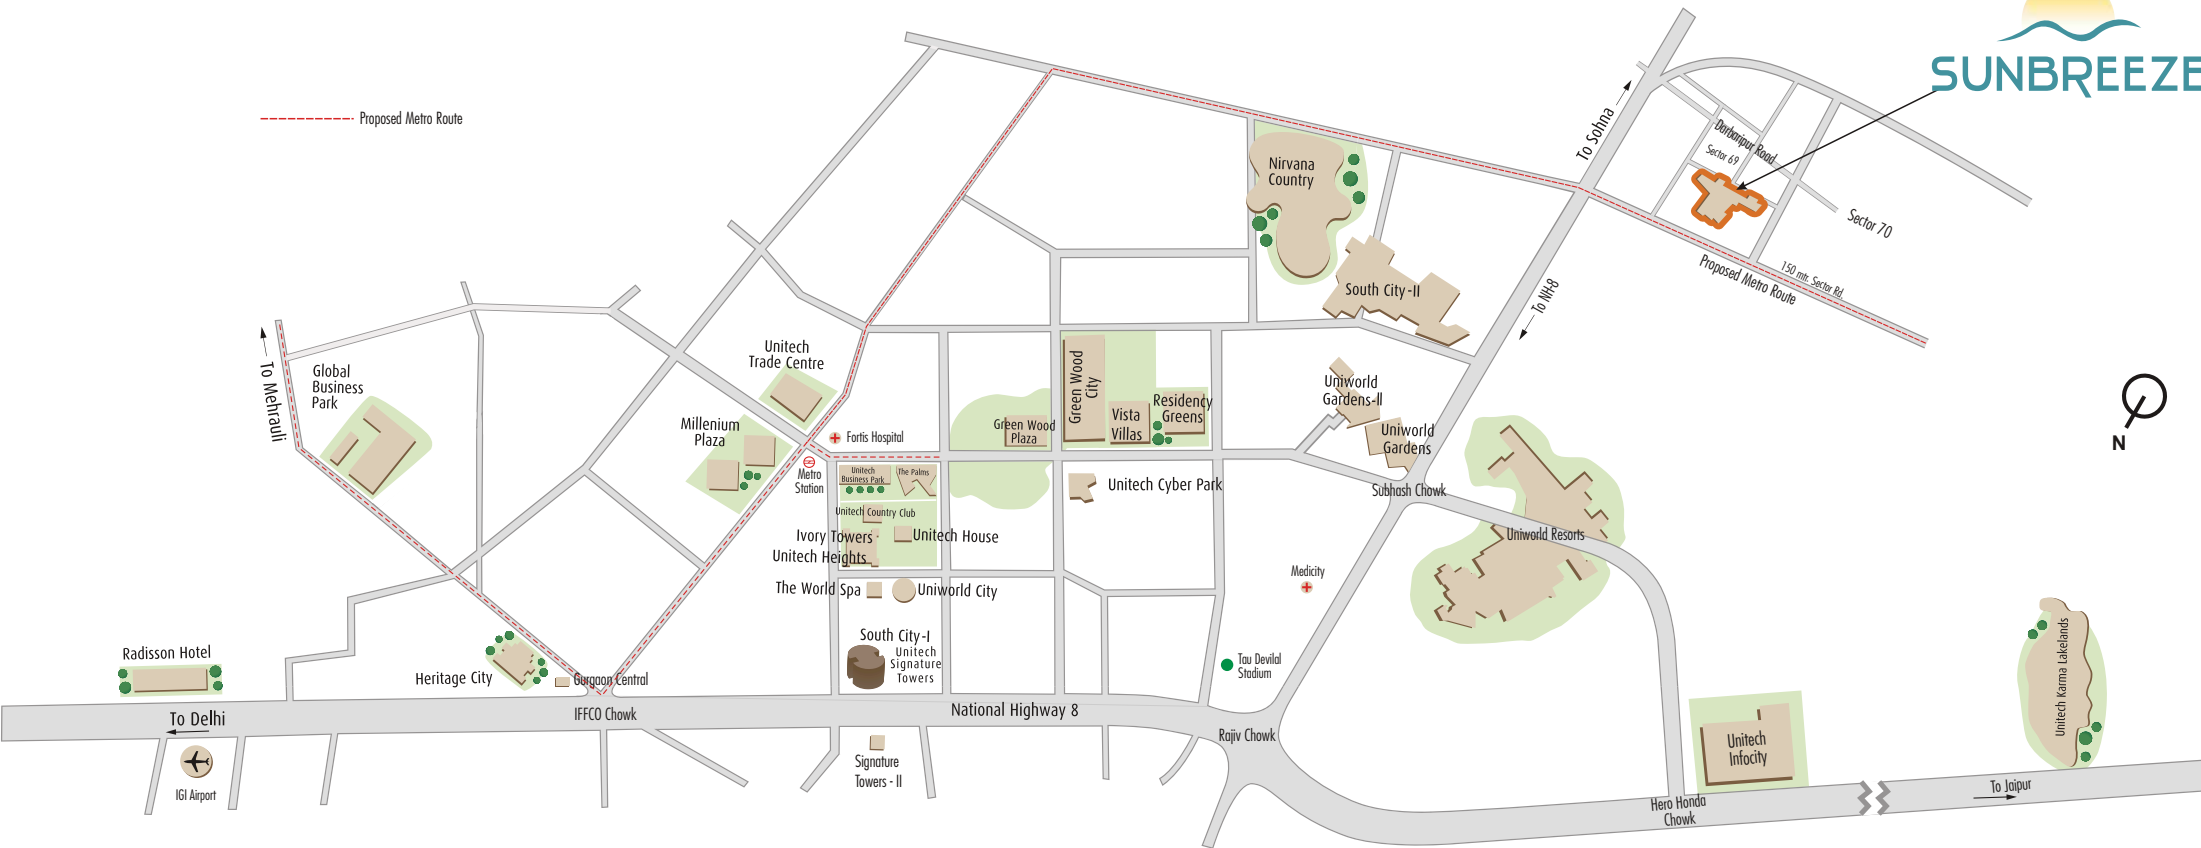 SUNBREEZE
Proposed Metro Route
To Sohna
Darbaripur Road
Sector 69
Sector 70
Nirvana
Country
150 mtr. Sector Rd.
Proposed Metro Route
South City-II
To NH-8
To Mehrauli
Global
Business
Park
Unitech
Trade Centre
Millenium
Plaza
Fortis Hospital
Metro
Station
Green Wood
City
Green Wood
Plaza
Vista
Villas
Residency
Greens
Uniworld
Gardens-II
Uniworld
Gardens
N
Unitech
Business Park
The Palms
Unitech Cyber Park
Subhash Chowk
Unitech Country Club
Ivory Towers
Unitech House
Unitech Heights
Uniworld Resorts
Medicity
The World Spa
Uniworld City
South City-I
Unitech
Signature
Towers
Tau Devilal
Stadium
Unitech Karma Lakelands
Radisson Hotel
Heritage City
Gurgaon Central
To Delhi
IFFCO Chowk
National Highway 8
Rajiv Chowk
Unitech
Infocity
Signature
Towers - II
IGI Airport
Hero Honda
Chowk
To Jaipur